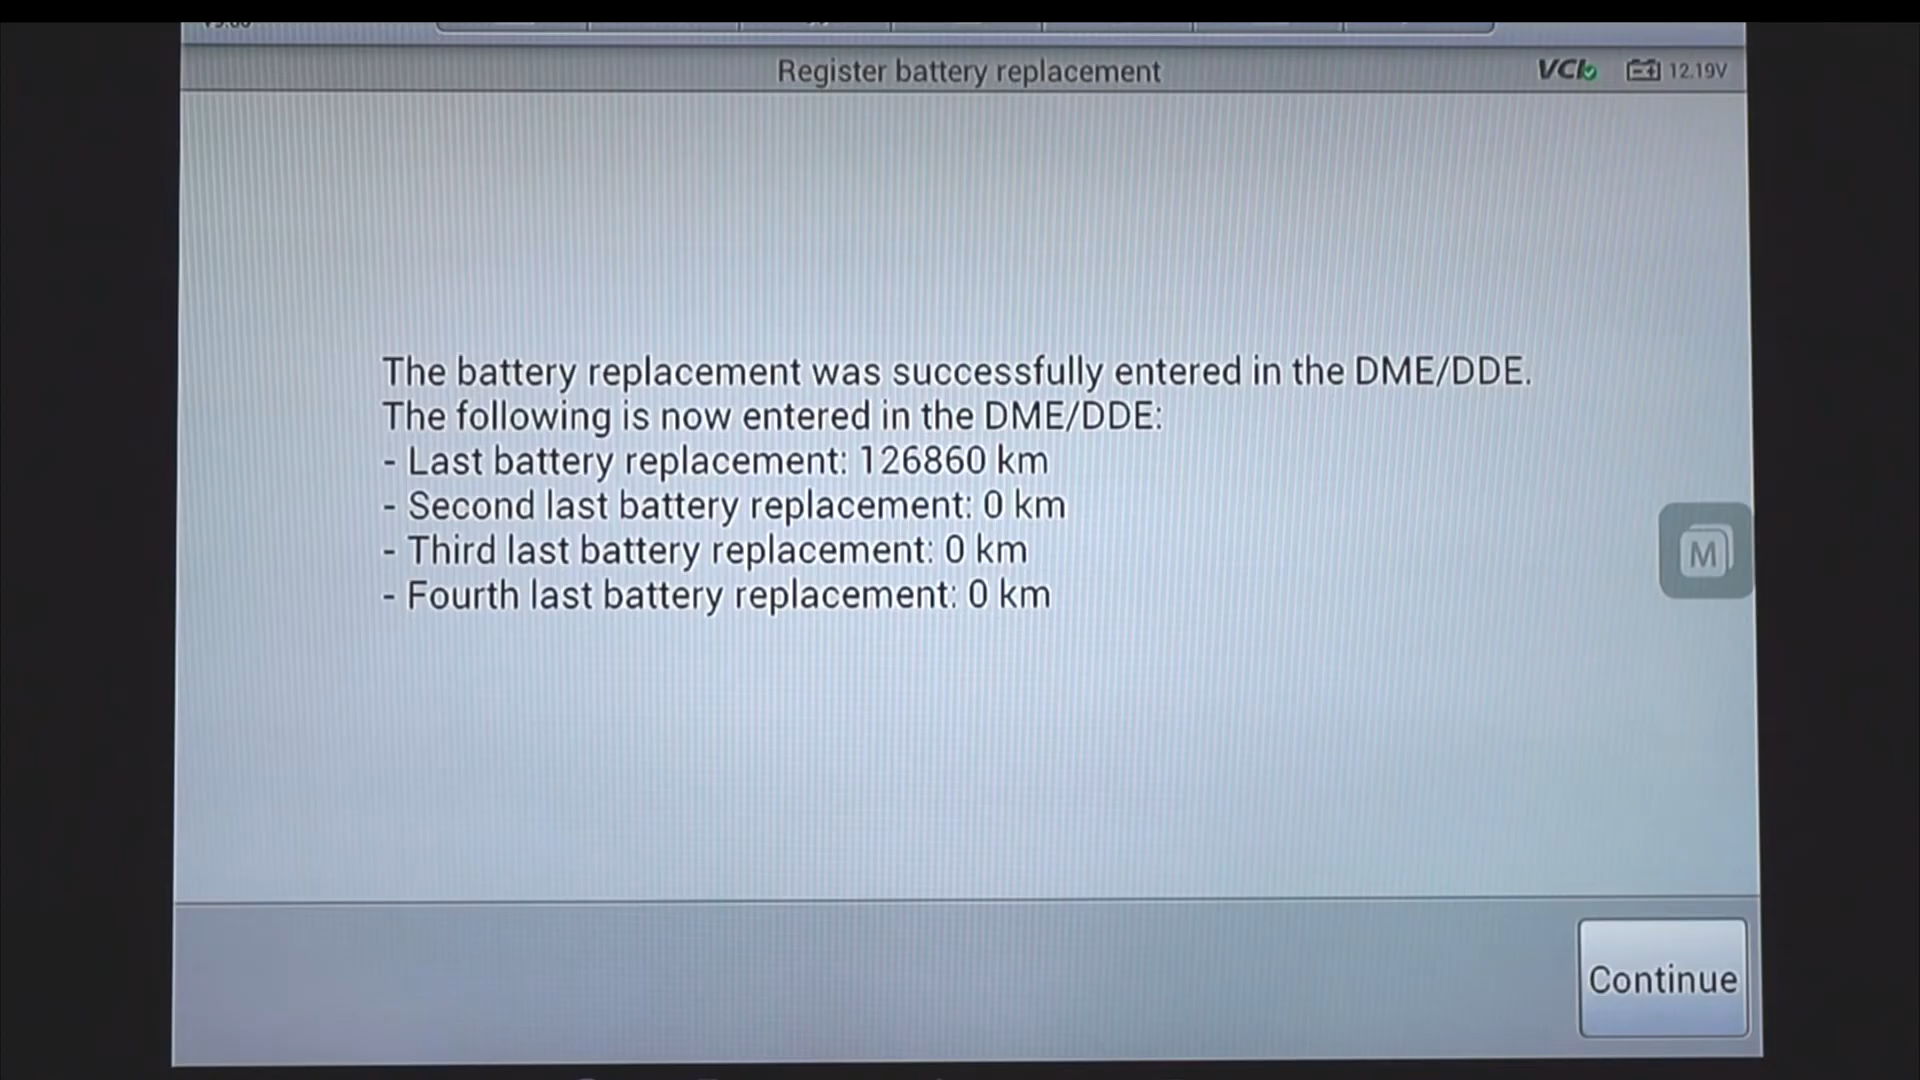 Register battery replacement
VCI
12.19V
The battery replacement was successfully entered in the DME/DDE.
The following is now entered in the DME/DDE:
- Last battery replacement: 126860 km
- Second last battery replacement: 0 km
- Third last battery replacement: 0 km
- Fourth last battery replacement: 0 km
M
Continue